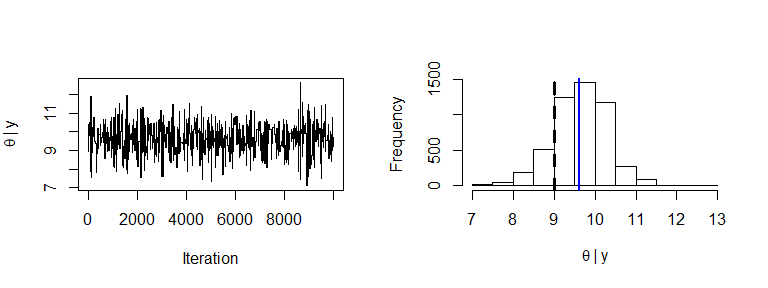 θ | y
7 9 11
0 2000 4000 6000 8000
Iteration
Frequency
0 500 1500
7 8 9 10 11 12 13
θ | y